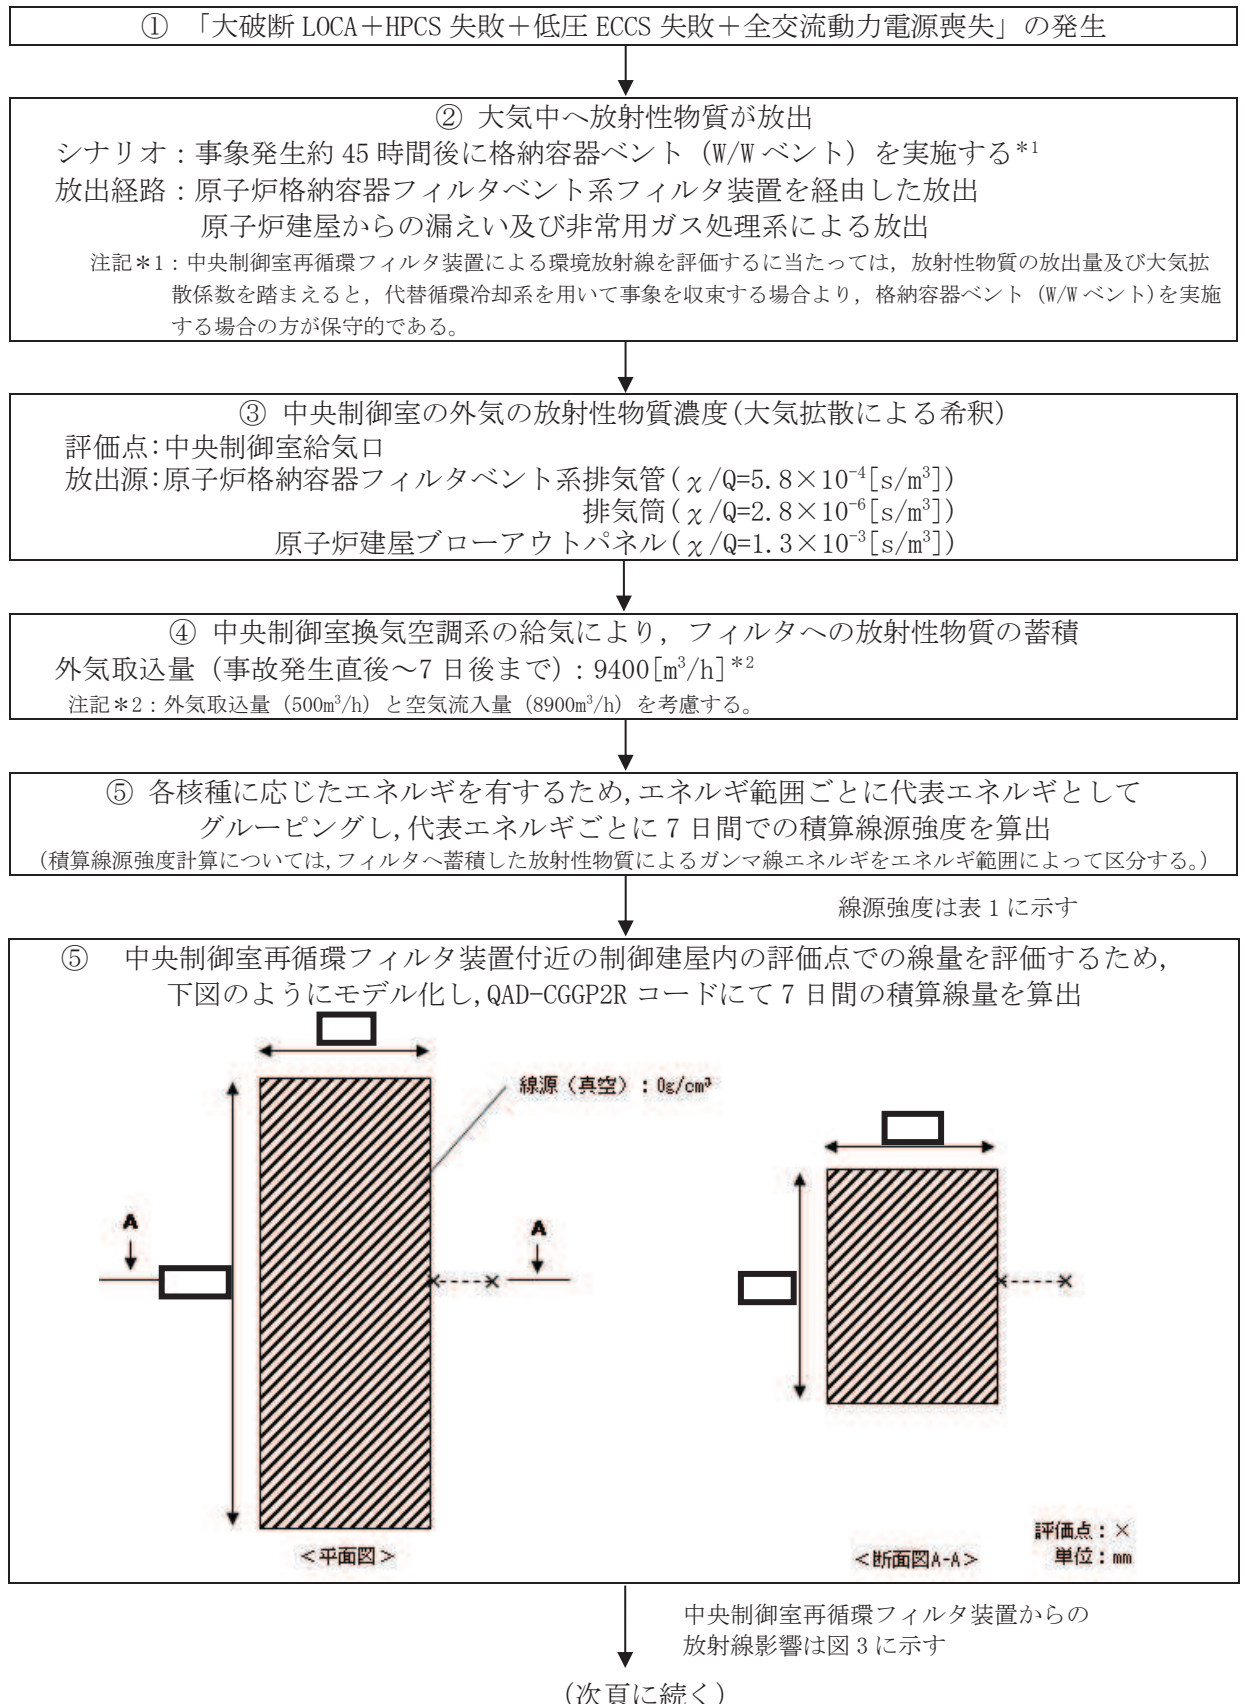 ① 「大破断 LOCA＋HPCS 失敗＋低圧 ECCS 失敗＋全交流動力電源喪失」の発生
② 大気中へ放射性物質が放出
シナリオ：事象発生約 45 時間後に格納容器ベント（W/W ベント）を実施する*1
放出経路：原子炉格納容器フィルタベント系フィルタ装置を経由した放出
原子炉建屋からの漏えい及び非常用ガス処理系による放出
注記＊1：中央制御室再循環フィルタ装置による環境放射線を評価するに当たっては，放射性物質の放出量及び大気拡
散係数を踏まえると，代替循環冷却系を用いて事象を収束する場合より，格納容器ベント（W/W ベント）を実施
する場合の方が保守的である。
③ 中央制御室の外気の放射性物質濃度(大気拡散による希釈)
評価点：中央制御室給気口
放出源：原子炉格納容器フィルタベント系排気管(χ/Q=5.8×10⁻⁴[s/m³])
排気筒(χ/Q=2.8×10⁻⁶[s/m³])
原子炉建屋ブローアウトパネル(χ/Q=1.3×10⁻³[s/m³])
④ 中央制御室換気空調系の給気により，フィルタへの放射性物質の蓄積
外気取込量（事故発生直後～7 日後まで）：9400[m³/h]*2
注記＊2：外気取込量（500m³/h）と空気流入量（8900m³/h）を考慮する。
⑤ 各核種に応じたエネルギを有するため,エネルギ範囲ごとに代表エネルギとして
グルーピングし,代表エネルギごとに 7 日間での積算線源強度を算出
（積算線源強度計算については,フィルタへ蓄積した放射性物質によるガンマ線エネルギをエネルギ範囲によって区分する。）
線源強度は表 1 に示す
⑤ 中央制御室再循環フィルタ装置付近の制御建屋内の評価点での線量を評価するため,
下図のようにモデル化し,QAD-CGGP2R コードにて 7 日間の積算線量を算出
線源（真空）：0g/cm³
A
A
＜平面図＞
＜断面図A-A＞
評価点：×
単位：mm
中央制御室再循環フィルタ装置からの
放射線影響は図 3 に示す
(次頁に続く)